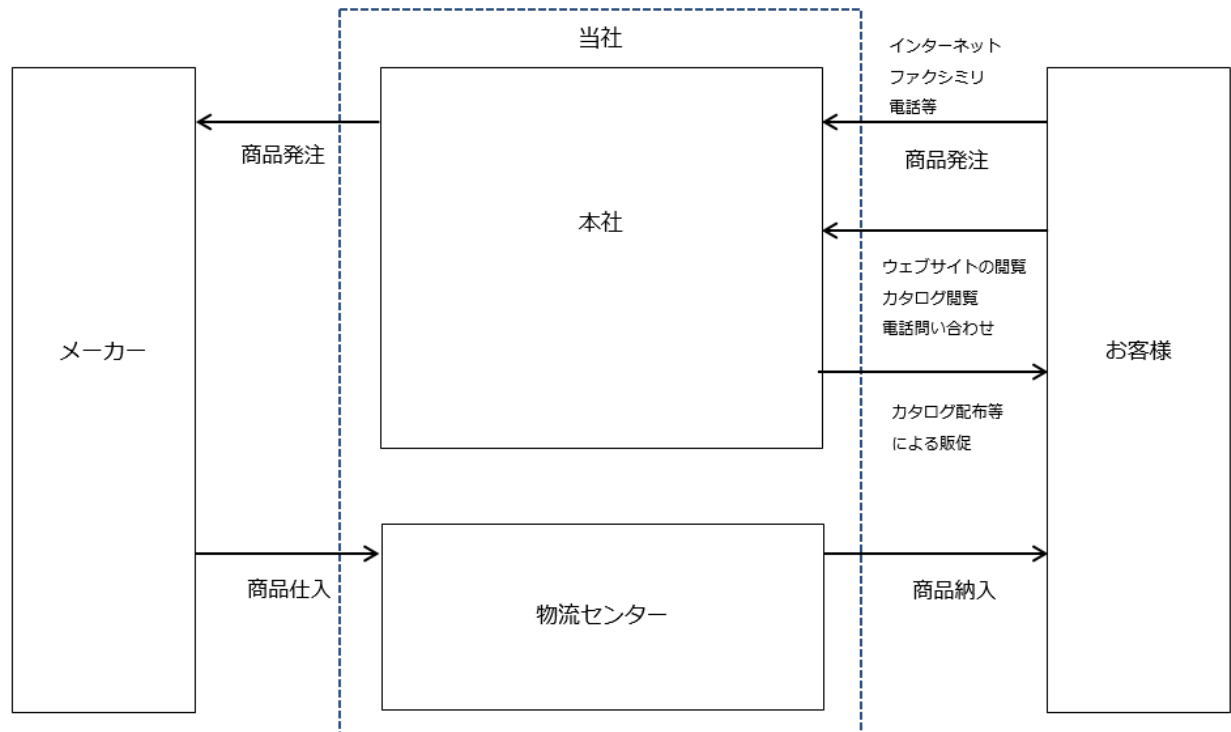 当社
インターネット
ファクシミリ
電話等
商品発注
商品発注
本社
ウェブサイトの閲覧
カタログ閲覧
電話問い合わせ
メーカー
お客様
カタログ配布等
による販促
商品仕入
商品納入
物流センター